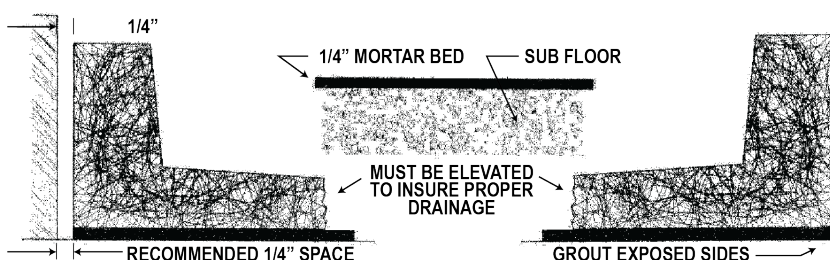 1/4”
1/4” MORTAR BED
SUB FLOOR
MUST BE ELEVATED
TO INSURE PROPER
DRAINAGE
RECOMMENDED 1/4” SPACE
GROUT EXPOSED SIDES